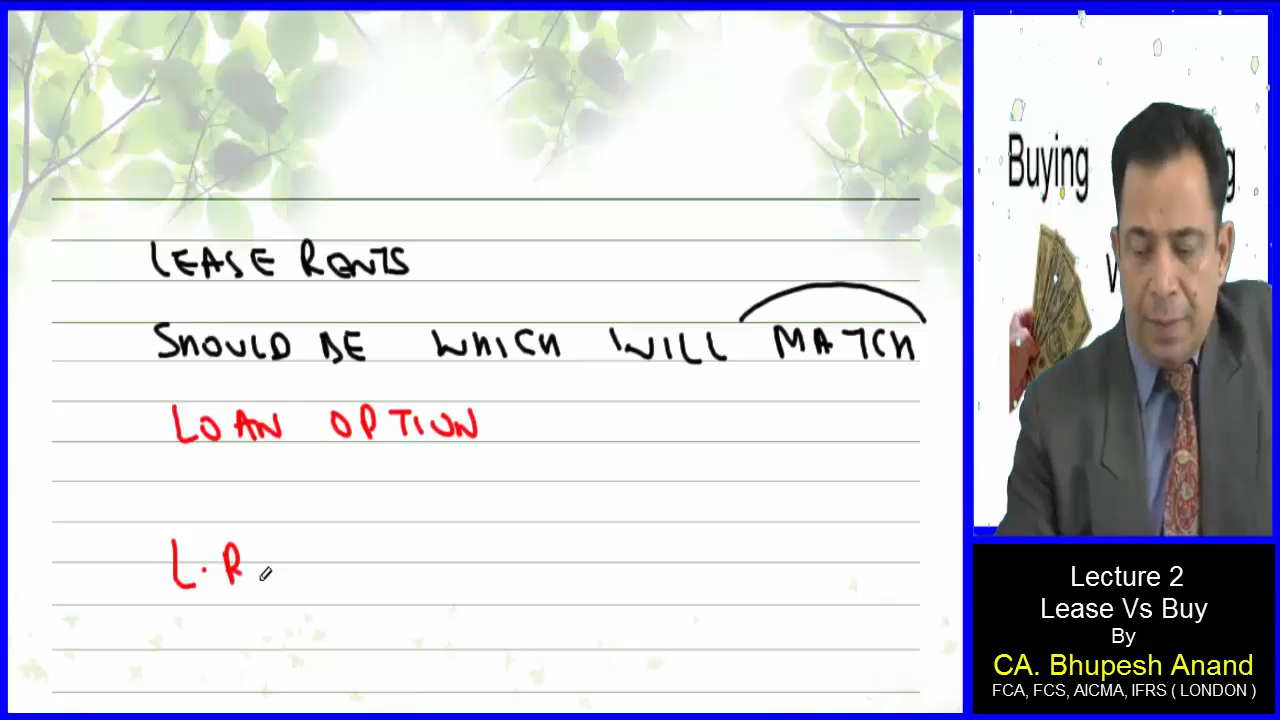 LEASE RENTS
SHOULD BE WHICH WILL MATCH
LOAN OPTION
L.R
Buying
Lecture 2
Lease Vs Buy
By
CA. Bhupesh Anand
FCA, FCS, AICMA, IFRS ( LONDON )